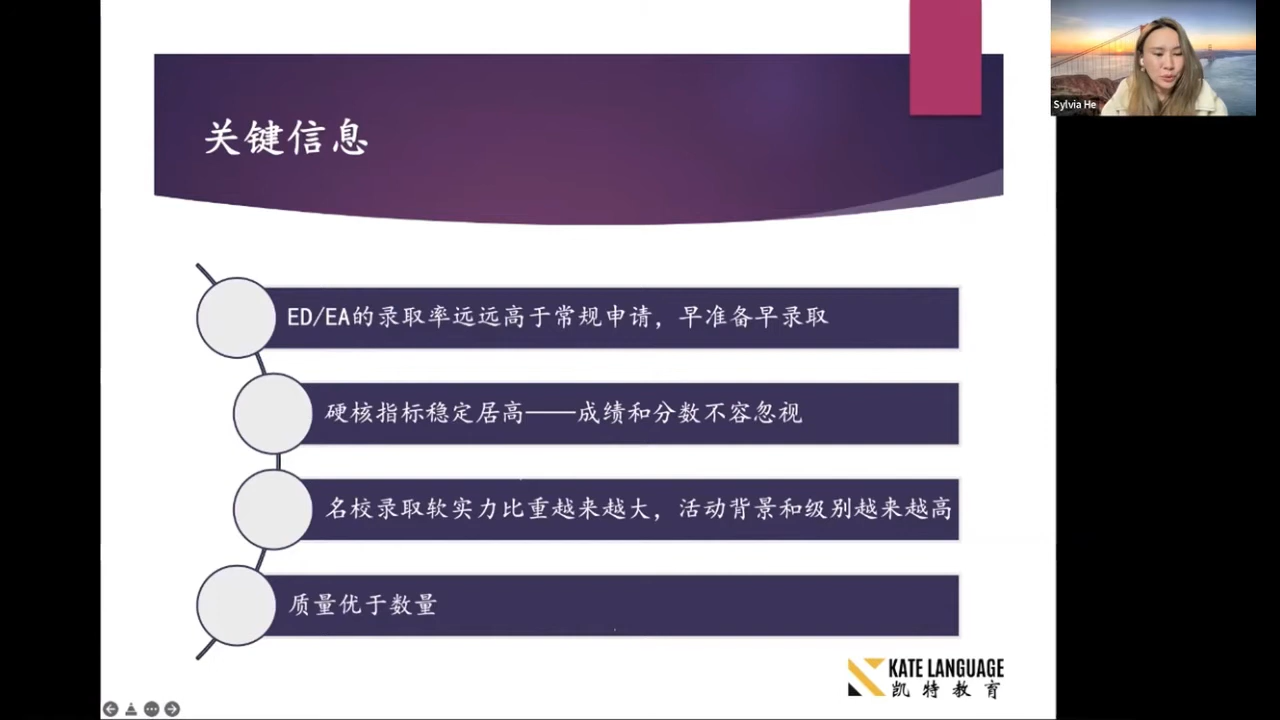 关键信息
Sylvia He
ED/EA的录取率远远高于常规申请，早准备早录取
硬核指标稳定居高——成绩和分数不容忽视
名校录取软实力比重越来越大，活动背景和级别越来越高
质量优于数量
KATE LANGUAGE
凯特教育